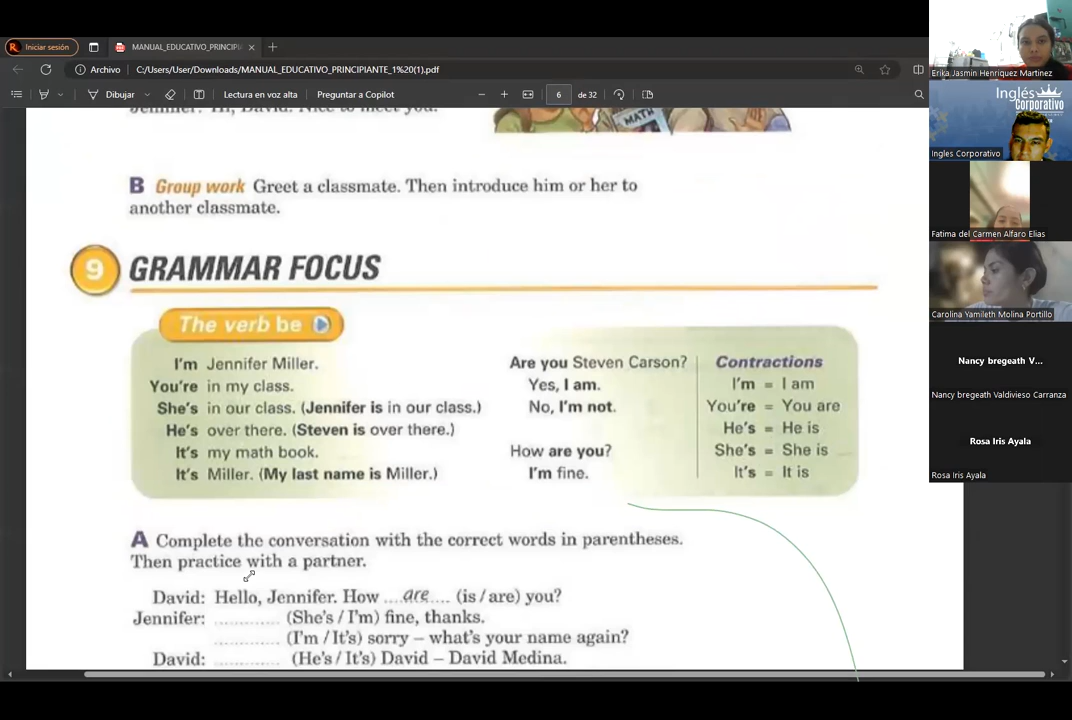 Iniciar sesión
MANUAL_EDUCATIVO_PRINCIPI
Archivo
C:/Users/User/Downloads/MANUAL_EDUCATIVO_PRINCIPIANTE_1%20(1).pdf
Dibujar
Lectura en voz alta
Preguntar a Copilot
6 de 32
Jennifer: Hi, David. Nice to meet you.
MATH
B Group work Greet a classmate. Then introduce him or her to
another classmate.
9 GRAMMAR FOCUS
The verb be
I'm Jennifer Miller.
You're in my class.
She's in our class. (Jennifer is in our class.)
He's over there. (Steven is over there.)
It's my math book.
It's Miller. (My last name is Miller.)
Are you Steven Carson?
Yes, I am.
No, I'm not.
How are you?
I'm fine.
Contractions
I'm = I am
You're = You are
He's = He is
She's = She is
It's = It is
A Complete the conversation with the correct words in parentheses.
Then practice with a partner.
David: Hello, Jennifer. How ....are.... (is / are) you?
Jennifer: ............ (She's / I'm) fine, thanks.
............ (I'm / It's) sorry – what's your name again?
David: ............ (He's / It's) David – David Medina.
Erika Jasmin Henriquez Martinez
Inglés
Corporativo
Ingles Corporativo
Fatima del Carmen Alfaro Elias
Carolina Yamileth Molina Portillo
Nancy bregeath V...
Nancy bregeath Valdivieso Carranza
Rosa Iris Ayala
Rosa Iris Ayala